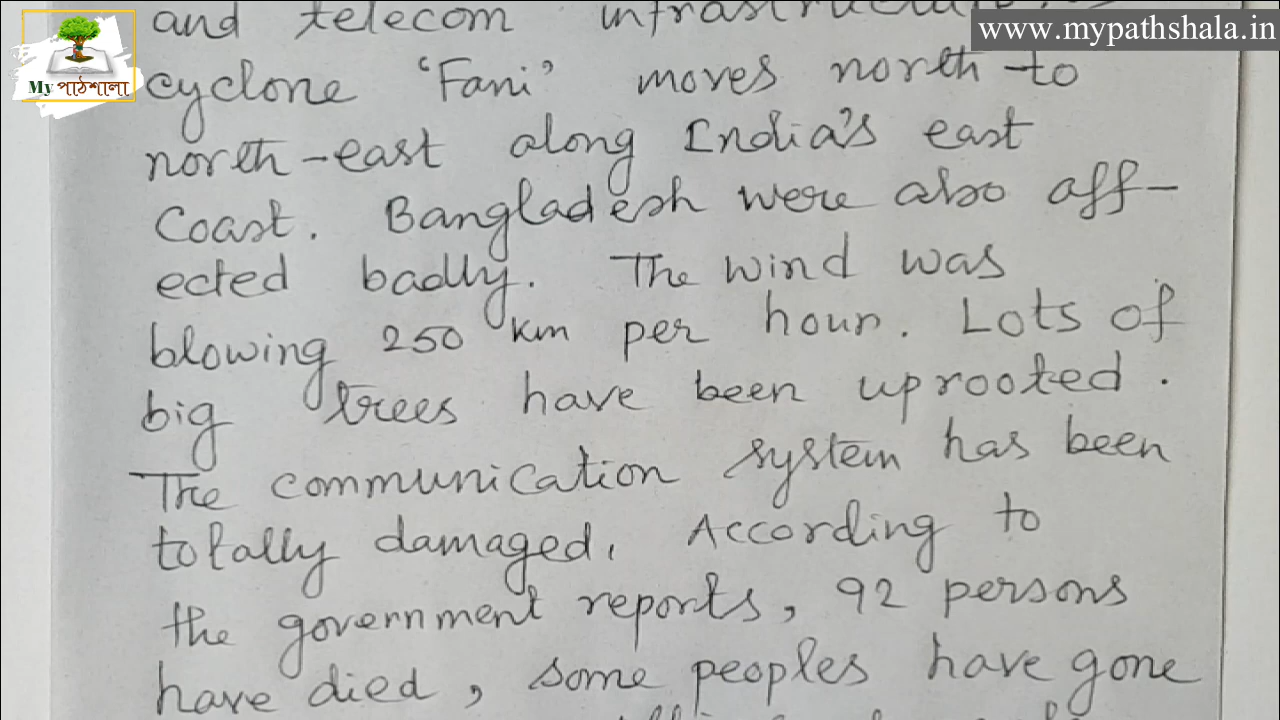 www.mypathshala.in
My পাঠশালা
and telecom infrastructure
cyclone ‘Fani’ moves north-to
north-east along India's east
Coast. Bangladesh were also aff-
ected badly. The wind was
blowing 250 km per hour. Lots of
big trees have been uprooted.
The communication system has been
totally damaged. According to
the government reports, 92 persons
have died, some peoples have gone